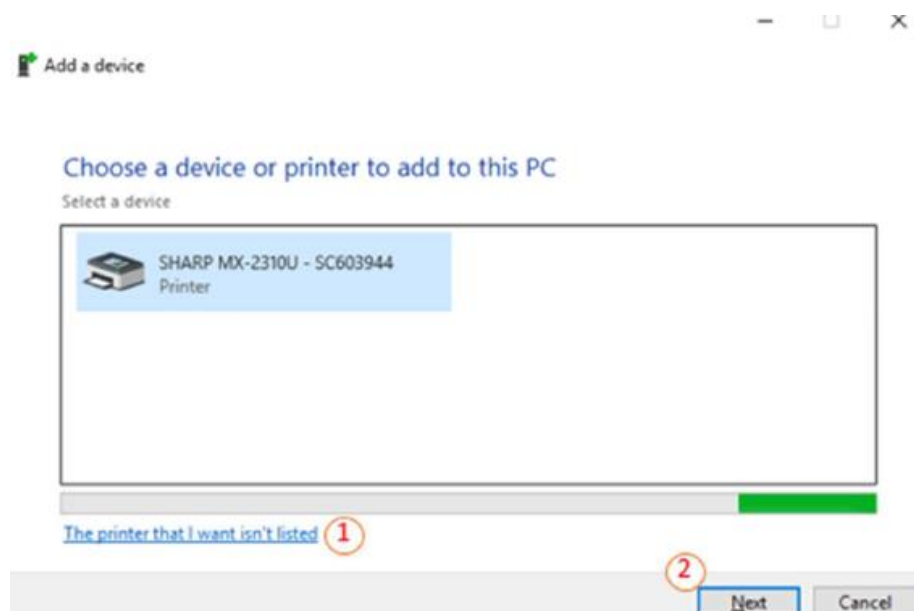 Add a device
Choose a device or printer to add to this PC
Select a device
SHARP MX-2310U - SC603944
Printer
The printer that I want isn't listed 1
2
Next Cancel